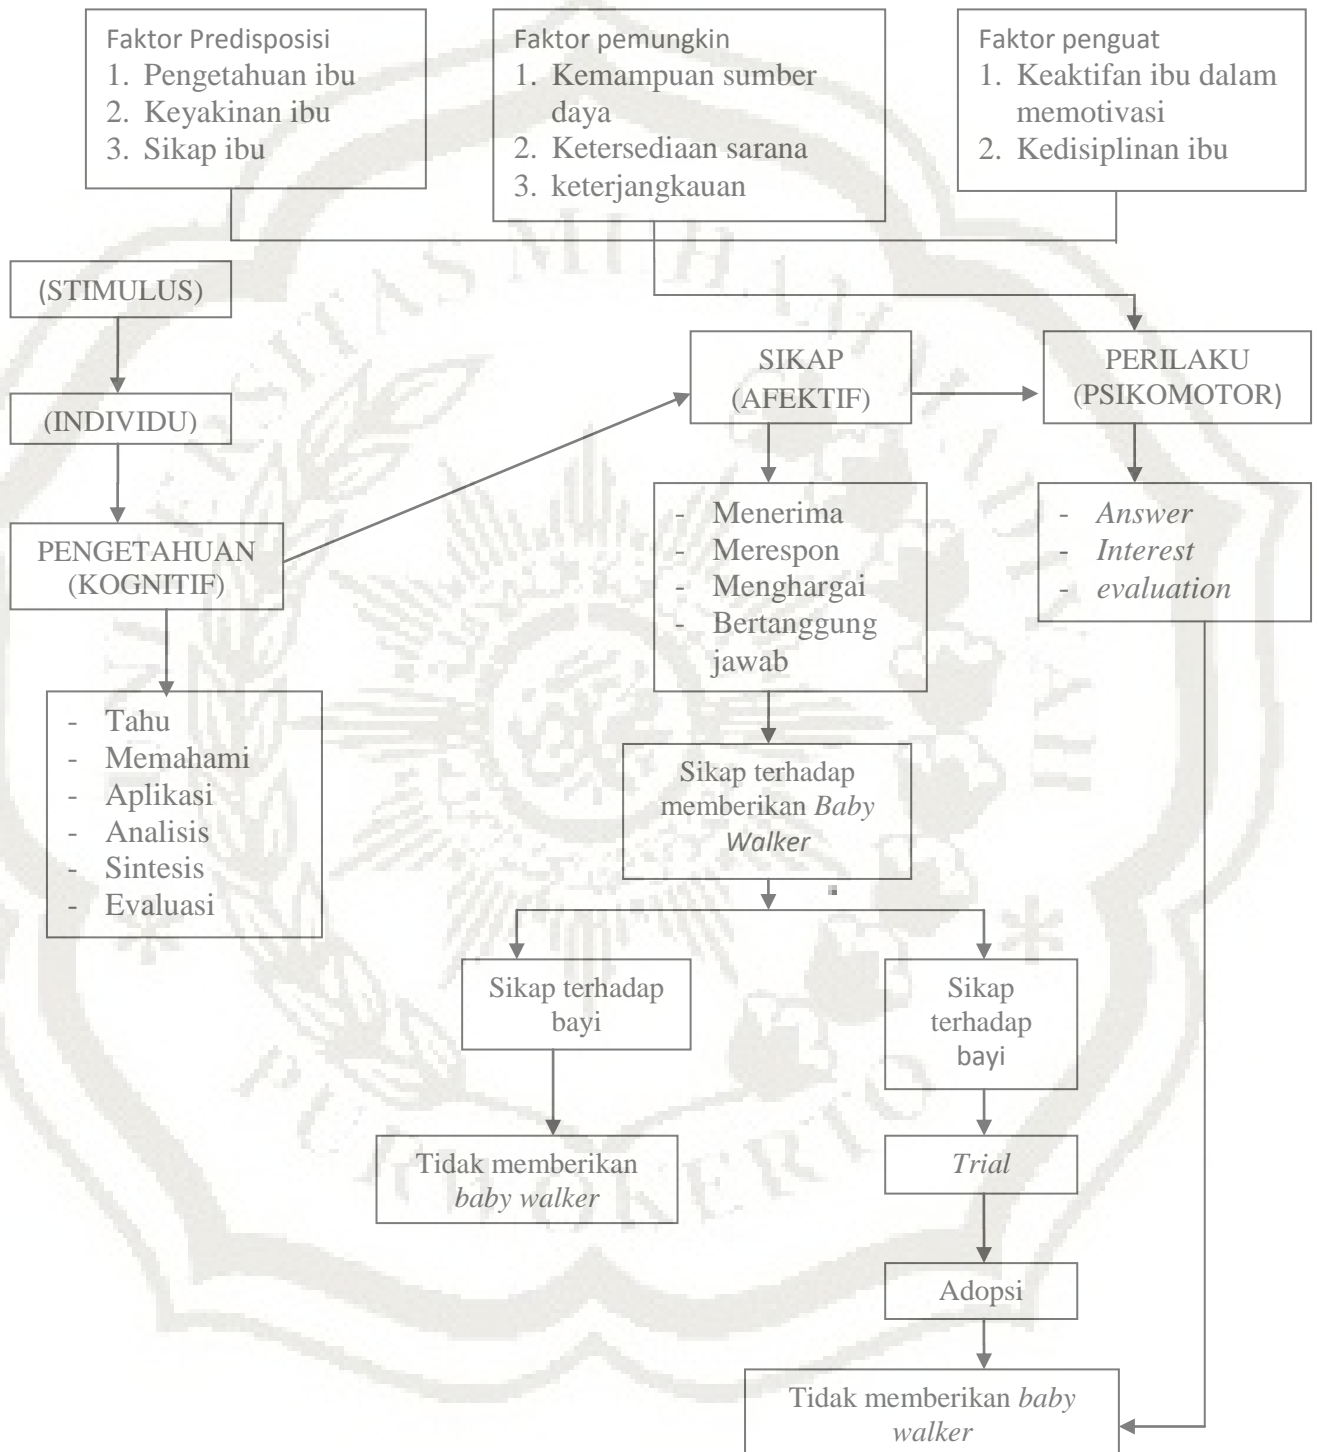 Faktor Predisposisi
1. Pengetahuan ibu
2. Keyakinan ibu
3. Sikap ibu
Faktor pemungkin
1. Kemampuan sumber
daya
2. Ketersediaan sarana
3. keterjangkauan
Faktor penguat
1. Keaktifan ibu dalam
memotivasi
2. Kedisiplinan ibu
(STIMULUS)
(INDIVIDU)
PENGETAHUAN
(KOGNITIF)
- Tahu
- Memahami
- Aplikasi
- Analisis
- Sintesis
- Evaluasi
SIKAP
(AFEKTIF)
- Menerima
- Merespon
- Menghargai
- Bertanggung
jawab
PERILAKU
(PSIKOMOTOR)
- Answer
- Interest
- evaluation
Sikap terhadap
memberikan Baby
Walker
Sikap terhadap
bayi
Tidak memberikan
baby walker
Sikap
terhadap
bayi
Trial
Adopsi
Tidak memberikan baby
walker
PURWOKERTO